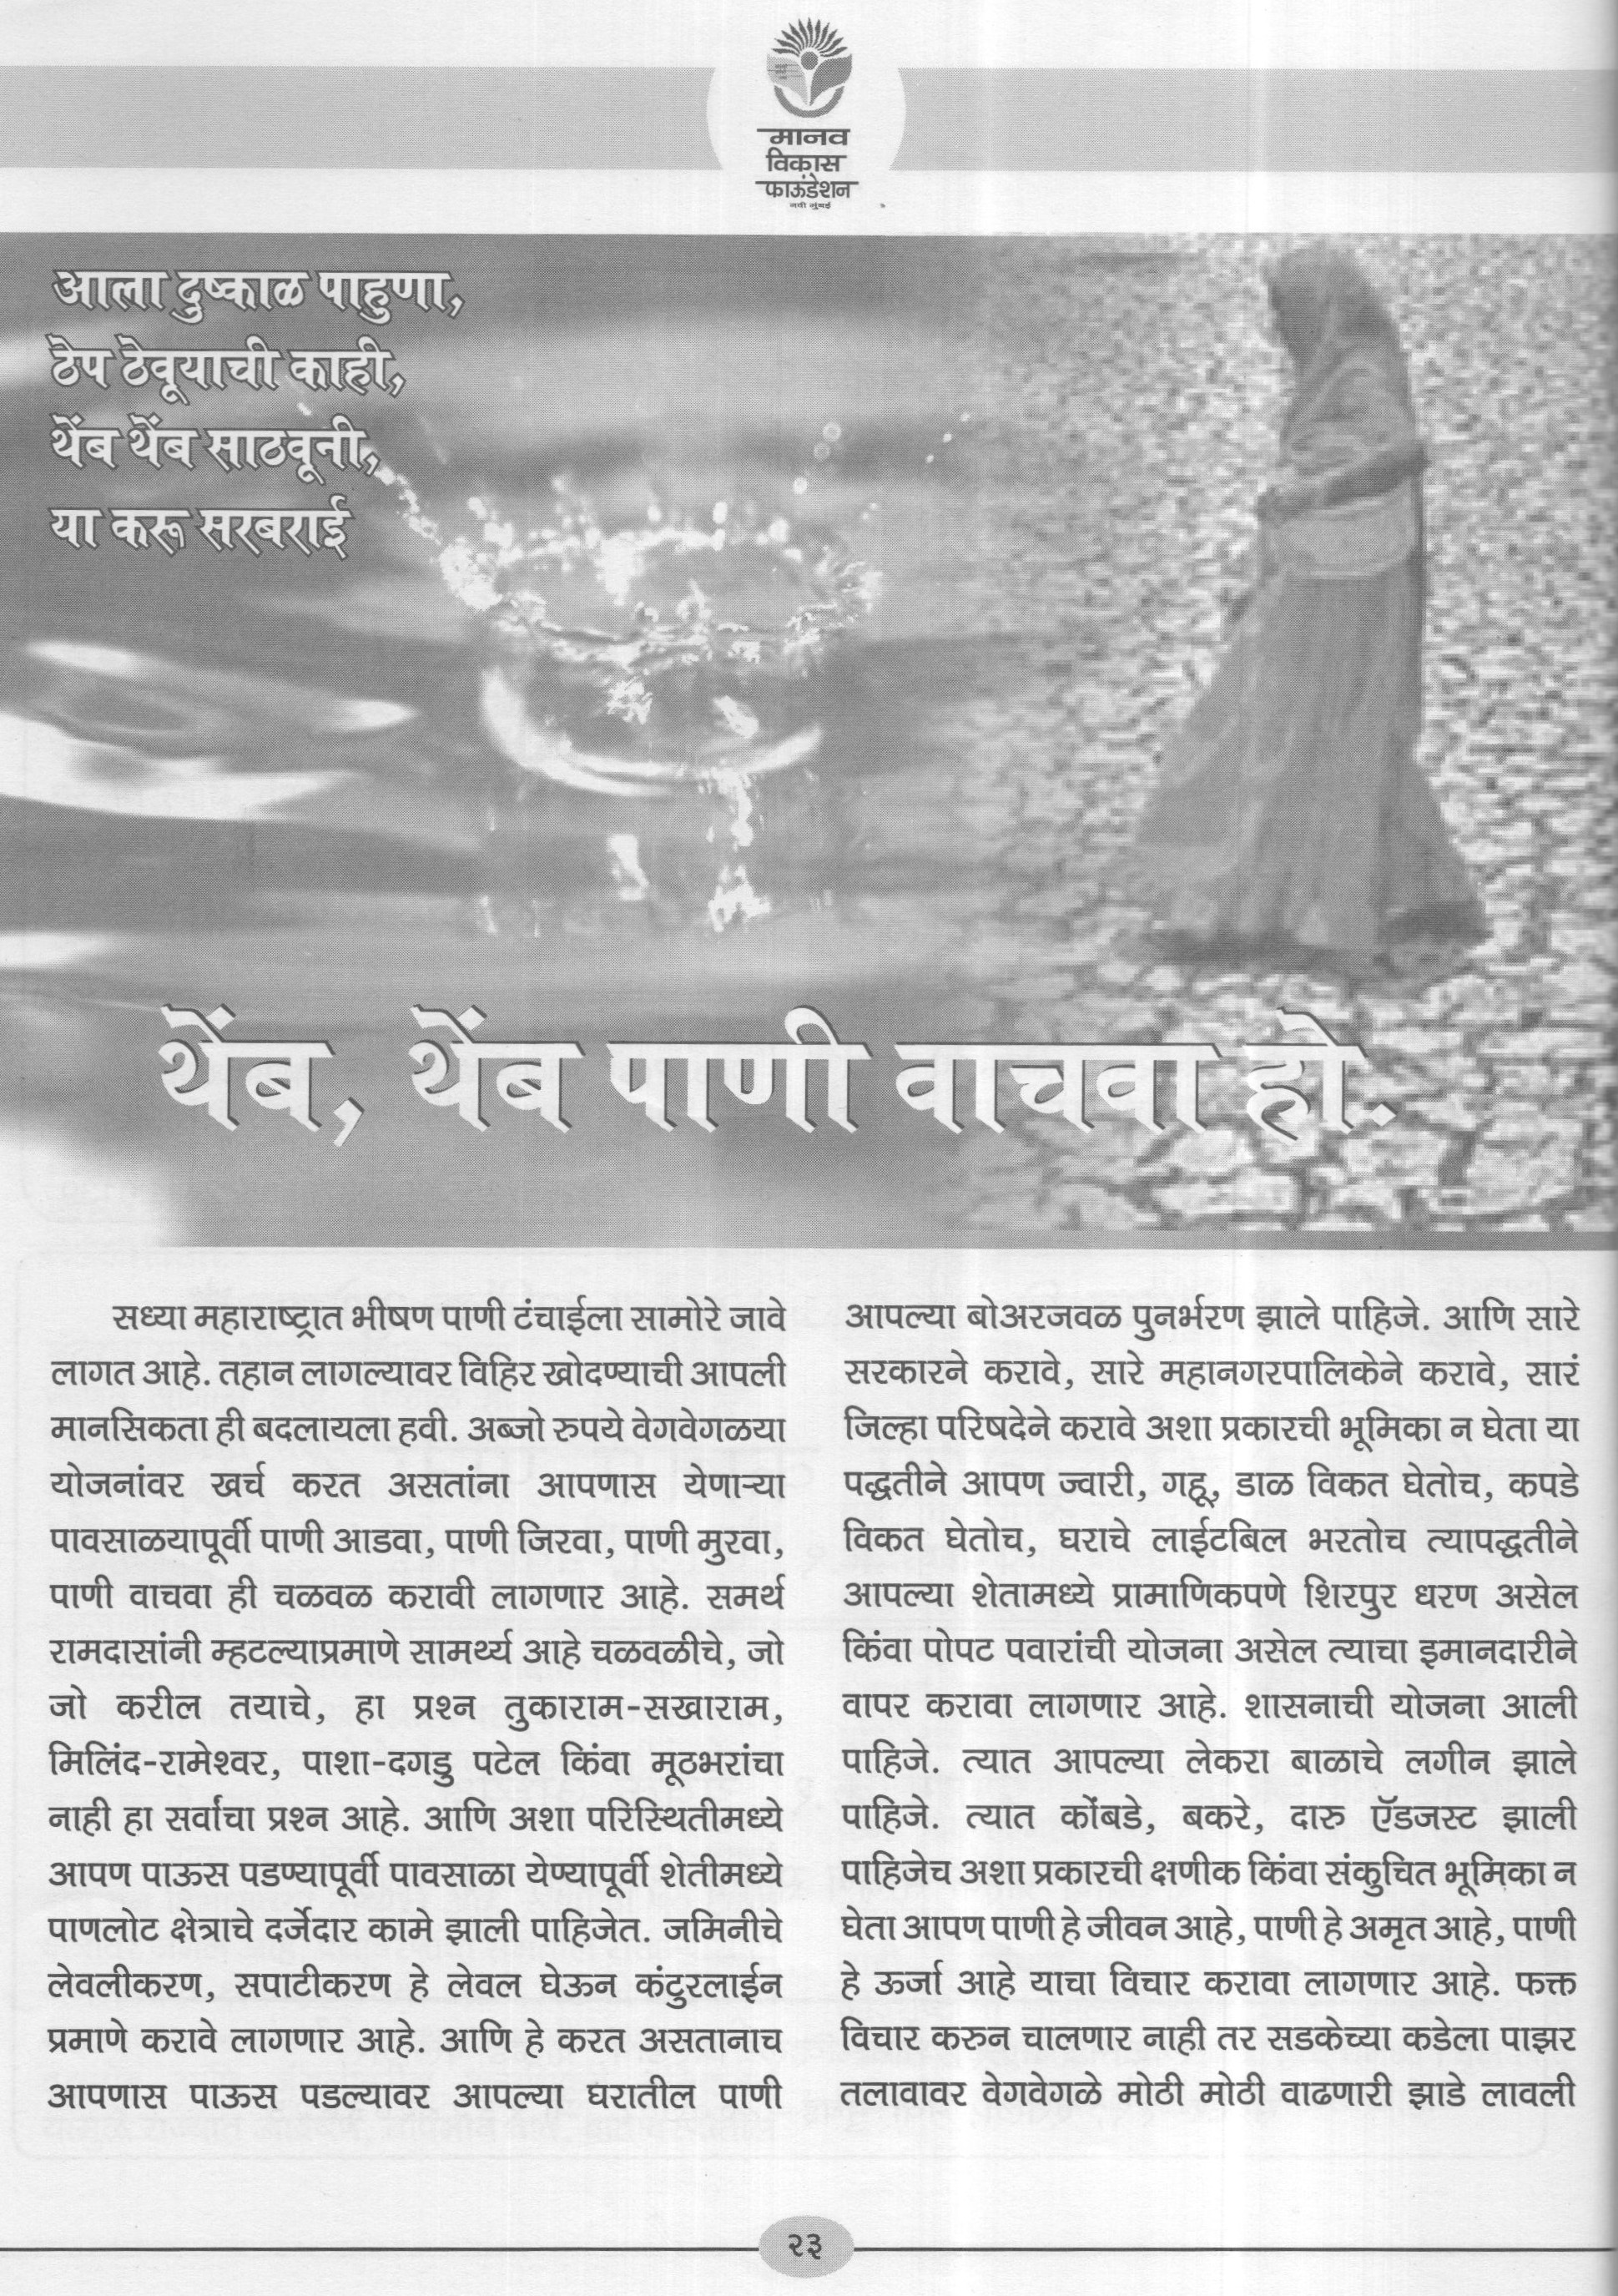 मानव
विकास
फाऊंडेशन
नवी मुंबई
आला दुष्काळ पाहुणा,
ठेप ठेवूयाची काही,
थेंब थेंब साठवूनी,
या करू सरबराई
थेंब, थेंब पाणी वाचवा हो.
सध्या महाराष्ट्रात भीषण पाणी टंचाईला सामोरे जावे
लागत आहे. तहान लागल्यावर विहिर खोदण्याची आपली
मानसिकता ही बदलायला हवी. अब्जो रुपये वेगवेगळया
योजनांवर खर्च करत असतांना आपणास येणाऱ्या
पावसाळयापूर्वी पाणी आडवा, पाणी जिरवा, पाणी मुरवा,
पाणी वाचवा ही चळवळ करावी लागणार आहे. समर्थ
रामदासांनी म्हटल्याप्रमाणे सामर्थ्य आहे चळवळीचे, जो
जो करील तयाचे, हा प्रश्न तुकाराम-सखाराम,
मिलिंद-रामेश्वर, पाशा-दगडु पटेल किंवा मूठभरांचा
नाही हा सर्वांचा प्रश्न आहे. आणि अशा परिस्थितीमध्ये
आपण पाऊस पडण्यापूर्वी पावसाळा येण्यापूर्वी शेतीमध्ये
पाणलोट क्षेत्राचे दर्जेदार कामे झाली पाहिजेत. जमिनीचे
लेवलीकरण, सपाटीकरण हे लेवल घेऊन कंटुरलाईन
प्रमाणे करावे लागणार आहे. आणि हे करत असतानाच
आपणास पाऊस पडल्यावर आपल्या घरातील पाणी
आपल्या बोअरजवळ पुनर्भरण झाले पाहिजे. आणि सारे
सरकारने करावे, सारे महानगरपालिकेने करावे, सारं
जिल्हा परिषदेने करावे अशा प्रकारची भूमिका न घेता या
पद्धतीने आपण ज्वारी, गहू, डाळ विकत घेतोच, कपडे
विकत घेतोच, घराचे लाईटबिल भरतोच त्यापद्धतीने
आपल्या शेतामध्ये प्रामाणिकपणे शिरपुर धरण असेल
किंवा पोपट पवारांची योजना असेल त्याचा इमानदारीने
वापर करावा लागणार आहे. शासनाची योजना आली
पाहिजे. त्यात आपल्या लेकरा बाळाचे लगीन झाले
पाहिजे. त्यात कोंबडे, बकरे, दारु ऍडजस्ट झाली
पाहिजेच अशा प्रकारची क्षणीक किंवा संकुचित भूमिका न
घेता आपण पाणी हे जीवन आहे, पाणी हे अमृत आहे, पाणी
हे ऊर्जा आहे याचा विचार करावा लागणार आहे. फक्त
विचार करुन चालणार नाही तर सडकेच्या कडेला पाझर
तलावावर वेगवेगळे मोठी मोठी वाढणारी झाडे लावली
२३